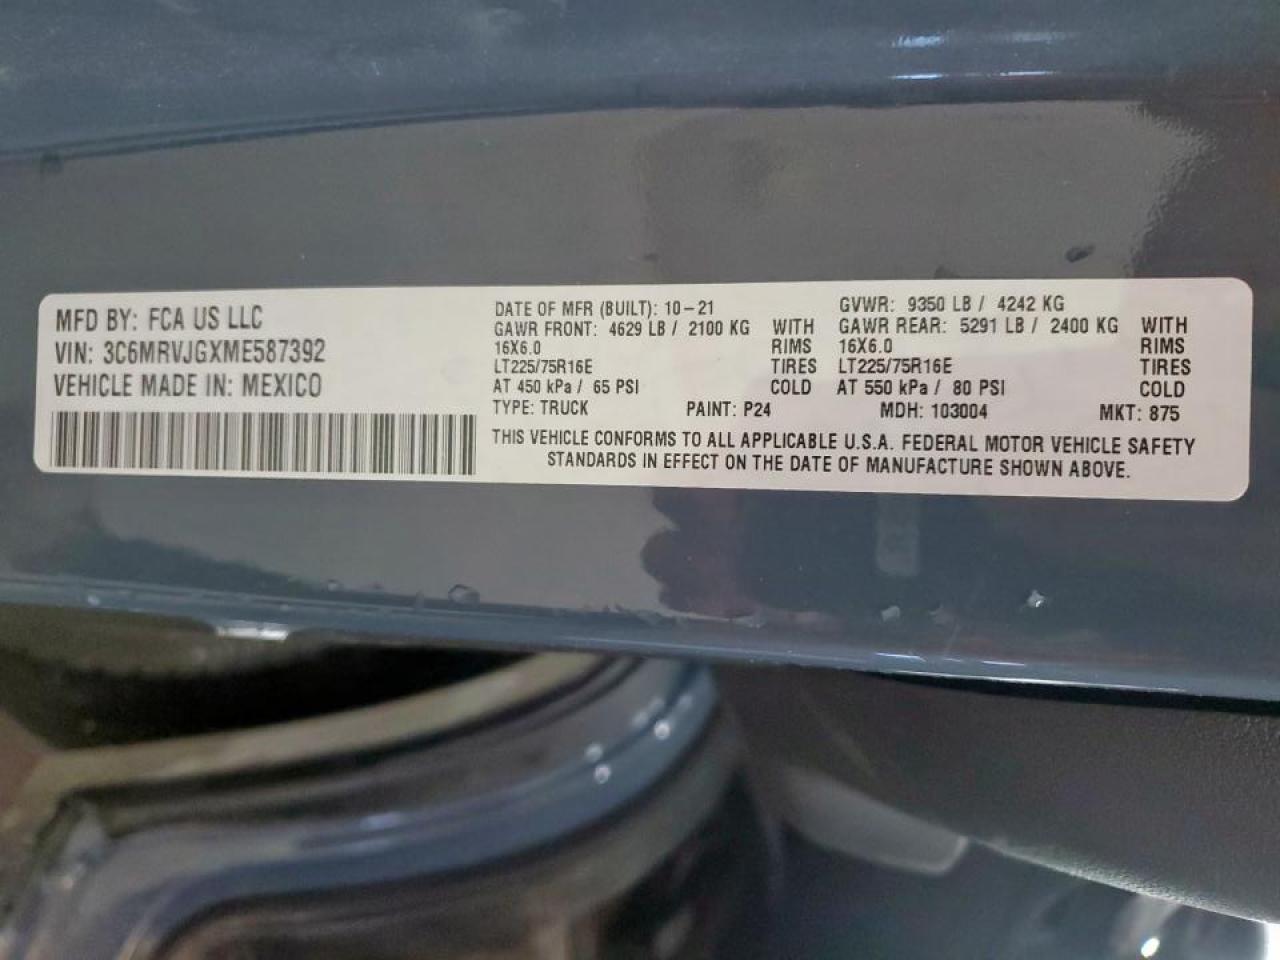 MFD BY: FCA US LLC
VIN: 3C6MRVJGXME587392
VEHICLE MADE IN: MEXICO
DATE OF MFR (BUILT): 10-21 GVWR: 9350 LB / 4242 KG
GAWR FRONT: 4629 LB / 2100 KG WITH GAWR REAR: 5291 LB / 2400 KG WITH
16X6.0 RIMS 16X6.0 RIMS
LT225/75R16E TIRES LT225/75R16E TIRES
AT 450 kPa / 65 PSI COLD AT 550 kPa / 80 PSI COLD
TYPE: TRUCK PAINT: P24 MDH: 103004 MKT: 875
THIS VEHICLE CONFORMS TO ALL APPLICABLE U.S.A. FEDERAL MOTOR VEHICLE SAFETY
STANDARDS IN EFFECT ON THE DATE OF MANUFACTURE SHOWN ABOVE.